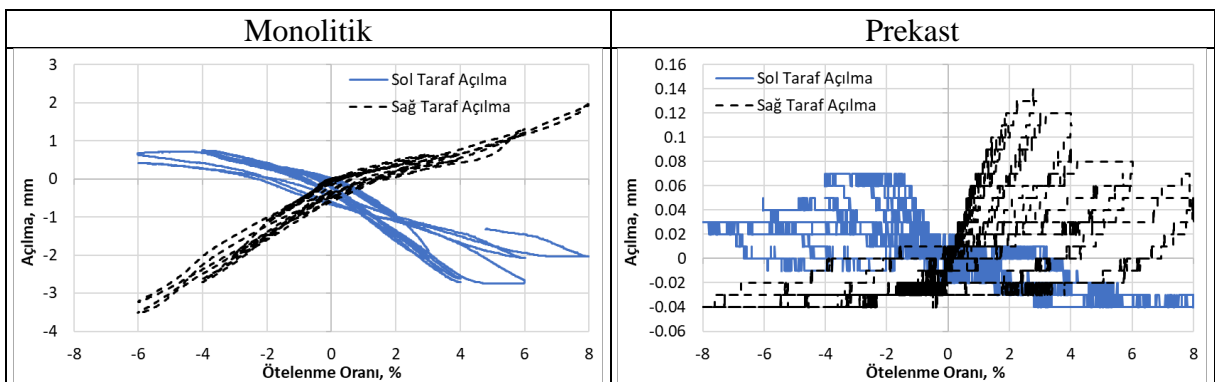 Monolitik
Prekast
3
2
1
0
-1
-2
-3
-4
Açılma, mm
Sol Taraf Açılma
Sağ Taraf Açılma
-8 -6 -4 -2 0 2 4 6 8
Ötelenme Oranı, %
0.16
0.14
0.12
0.1
0.08
0.06
0.04
0.02
0
-0.02
-0.04
-0.06
Açılma, mm
Sol Taraf Açılma
Sağ Taraf Açılma
-8 -6 -4 -2 0 2 4 6 8
Ötelenme Oranı, %